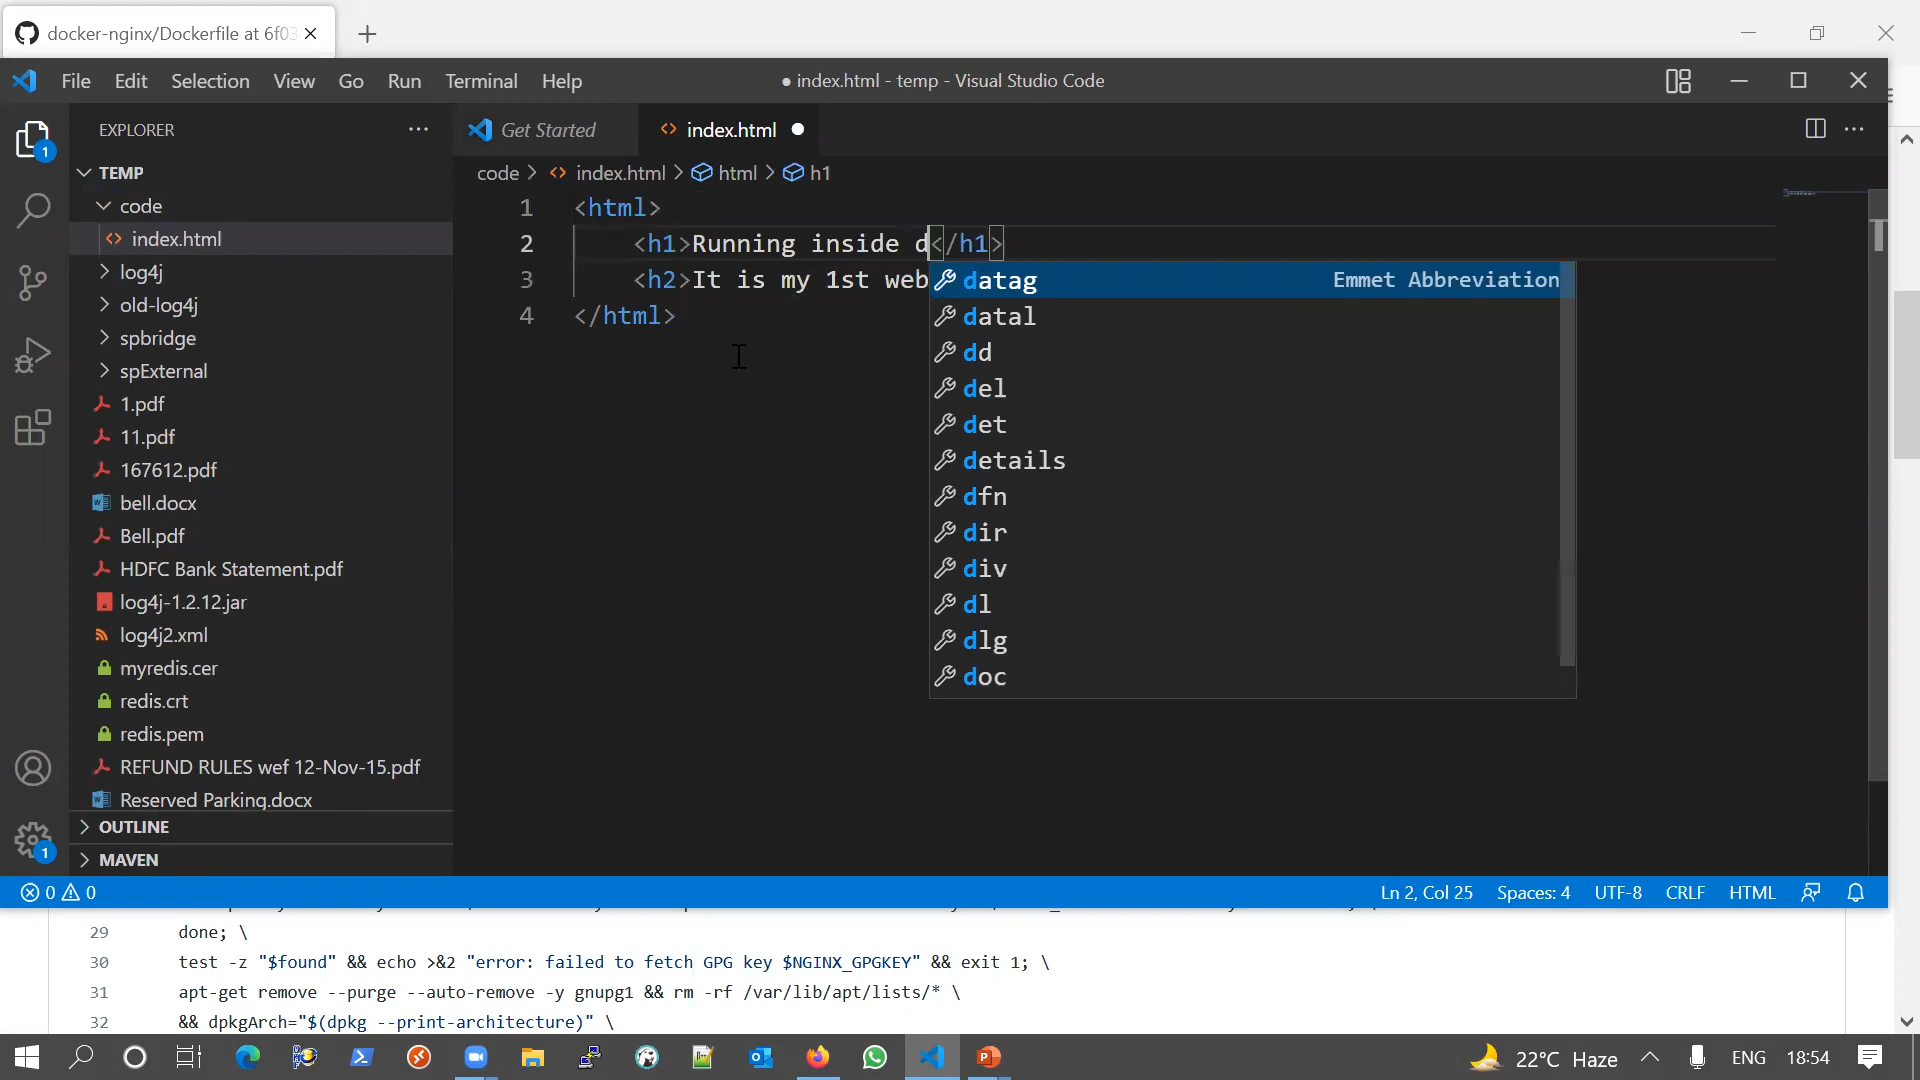 docker-nginx/Dockerfile at 6f03
File Edit Selection View Go Run Terminal Help
● index.html - temp - Visual Studio Code
EXPLORER
Get Started
index.html
code > index.html > html > h1
TEMP
code
index.html
log4j
old-log4j
spbridge
spExternal
1.pdf
11.pdf
167612.pdf
bell.docx
Bell.pdf
HDFC Bank Statement.pdf
log4j-1.2.12.jar
log4j2.xml
myredis.cer
redis.crt
redis.pem
REFUND RULES wef 12-Nov-15.pdf
Reserved Parking.docx
OUTLINE
MAVEN
1 <html>
2 <h1>Running inside d</h1>
3 <h2>It is my 1st web
4 </html>
datag Emmet Abbreviation
datal
dd
del
det
details
dfn
dir
div
dl
dlg
doc
1
1
0 0
Ln 2, Col 25 Spaces: 4 UTF-8 CRLF HTML
29 done; \
30 test -z "$found" && echo >&2 "error: failed to fetch GPG key $NGINX_GPGKEY" && exit 1; \
31 apt-get remove --purge --auto-remove -y gnupg1 && rm -rf /var/lib/apt/lists/* \
32 && dpkgArch="$(dpkg --print-architecture)" \
22°C Haze ENG 18:54